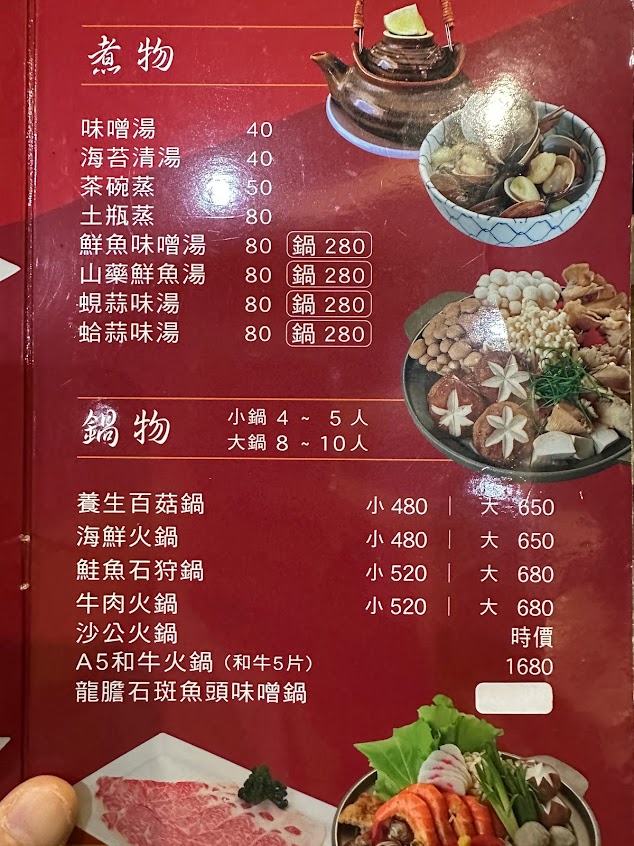 煮物
味噌湯 40
海苔清湯 40
茶碗蒸 50
土瓶蒸 80
鮮魚味噌湯 80 鍋 280
山藥鮮魚湯 80 鍋 280
蜆蒜味湯 80 鍋 280
蛤蒜味湯 80 鍋 280
鍋物 小鍋 4 ~ 5 人
大鍋 8 ~ 10 人
養生百菇鍋 小 480 | 大 650
海鮮火鍋 小 480 | 大 650
鮭魚石狩鍋 小 520 | 大 680
牛肉火鍋 小 520 | 大 680
沙公火鍋 時價
A5和牛火鍋（和牛5片） 1680
龍膽石斑魚頭味噌鍋